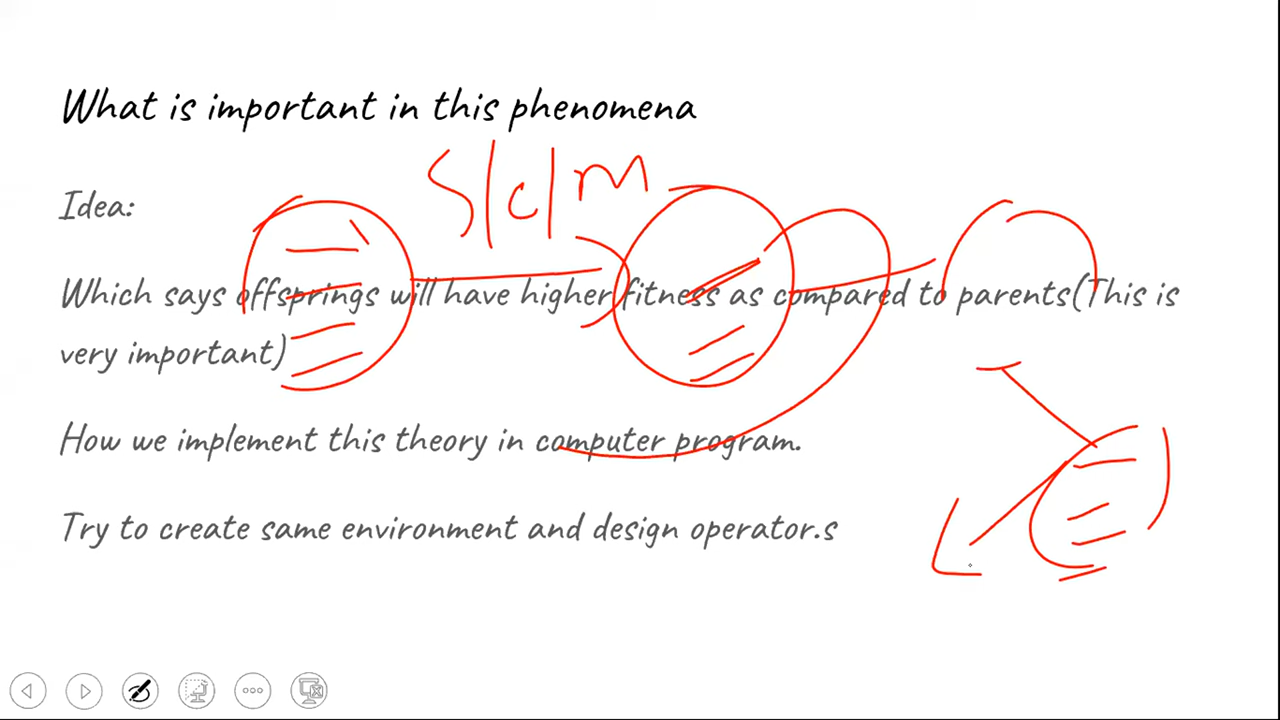 What is important in this phenomena
S/C/M
Idea:
Which says offsprings will have higher fitness as compared to parents(This is
very important)
How we implement this theory in computer program.
Try to create same environment and design operator.s